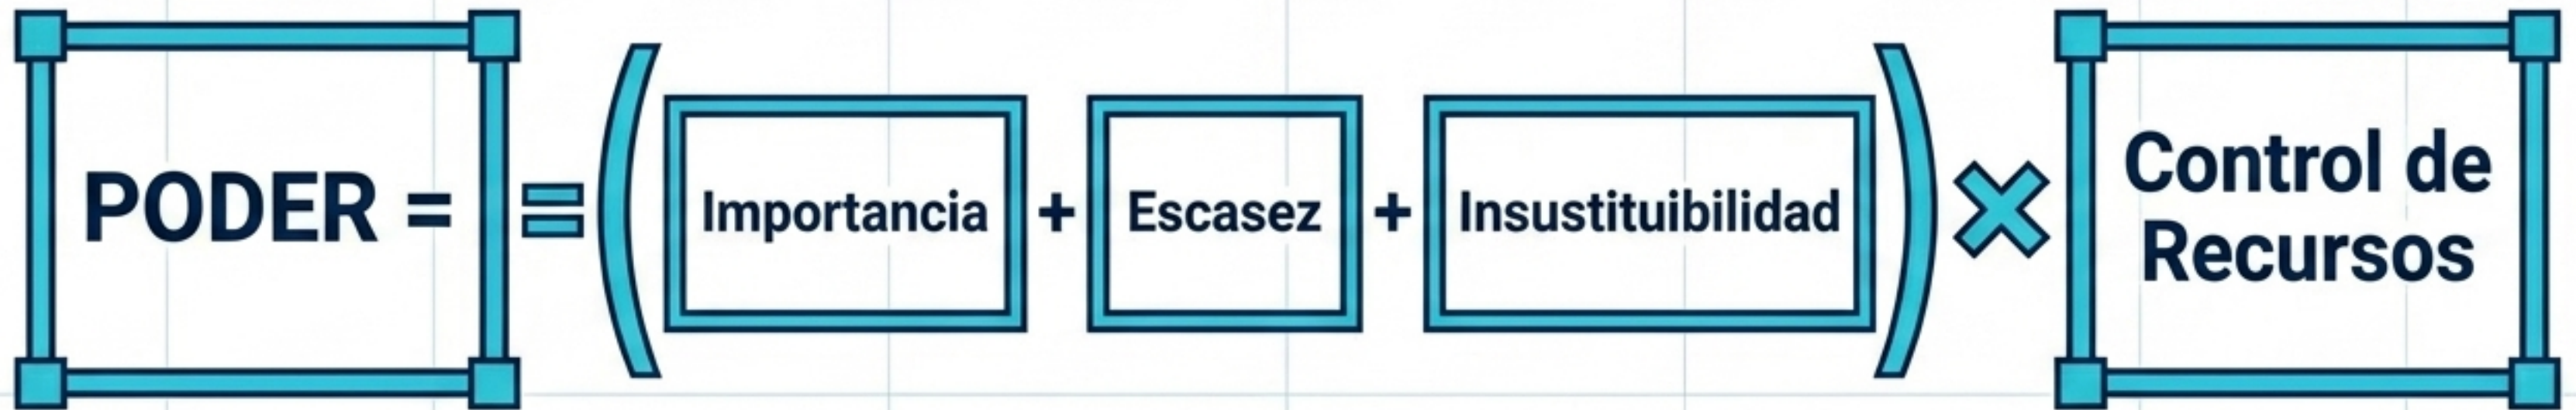 PODER = = ( Importancia + Escasez + Insustituibilidad ) × Control de
Recursos